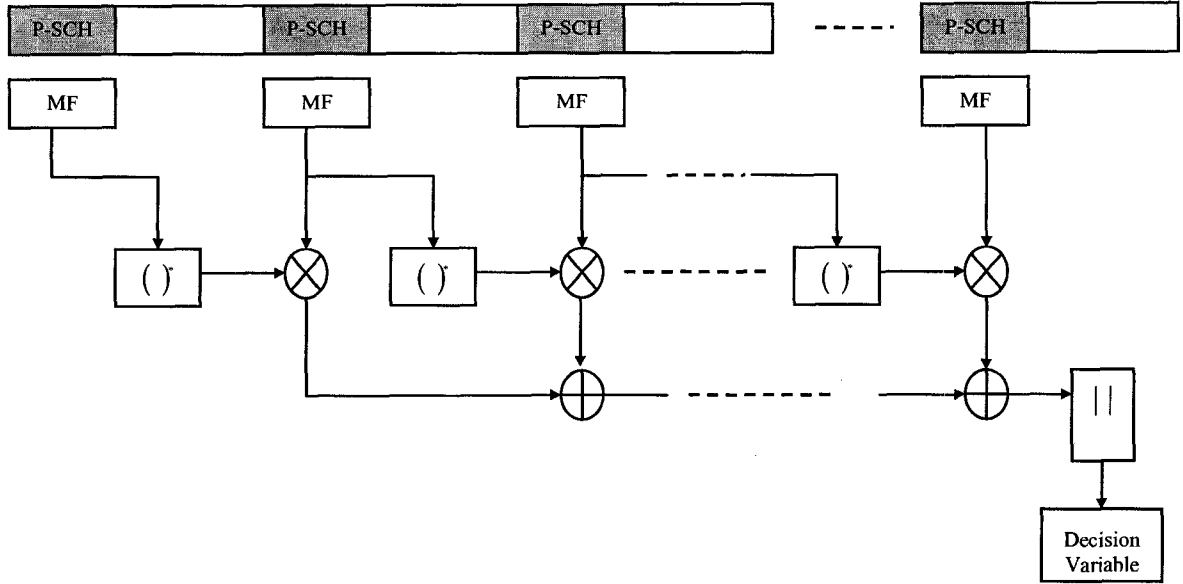 P-SCH P-SCH P-SCH P-SCH
MF MF MF MF
( )* ( )* ( )*
| |
Decision
Variable